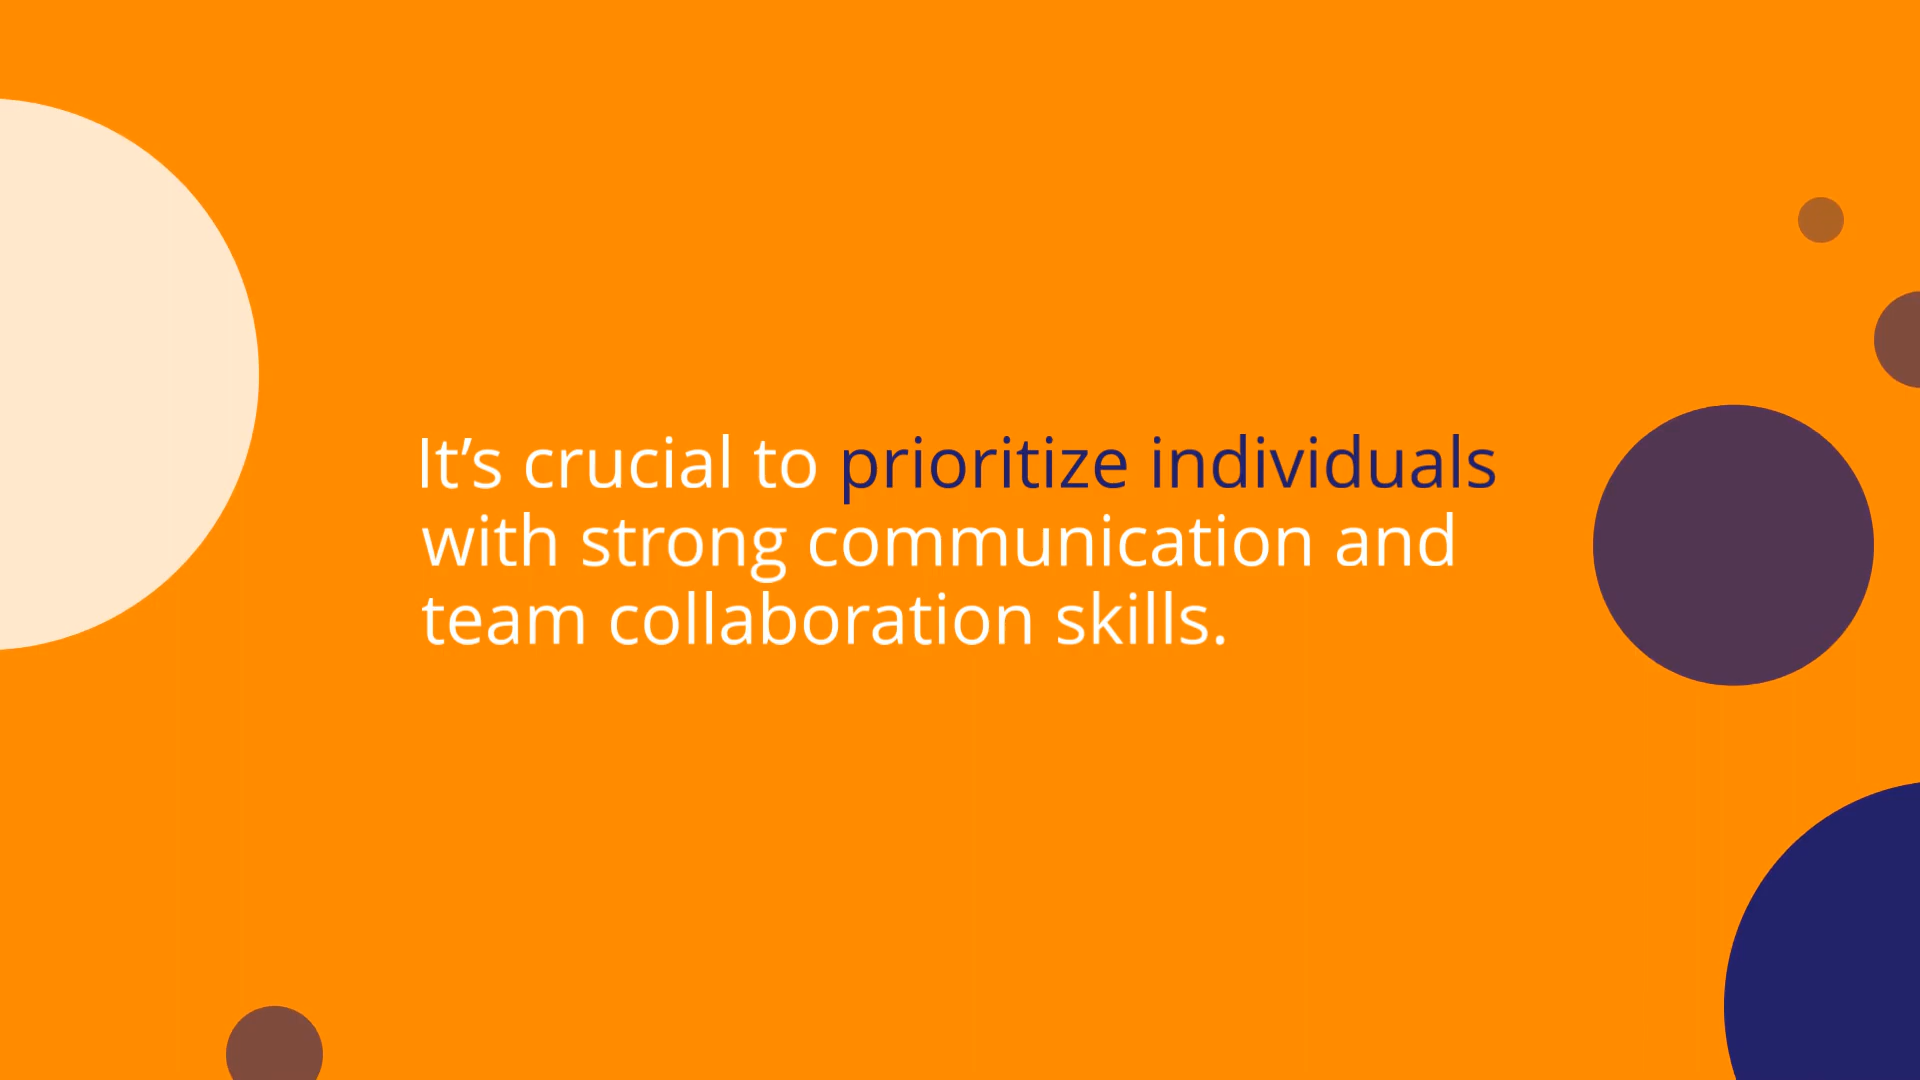 It’s crucial to prioritize individuals
with strong communication and
team collaboration skills.